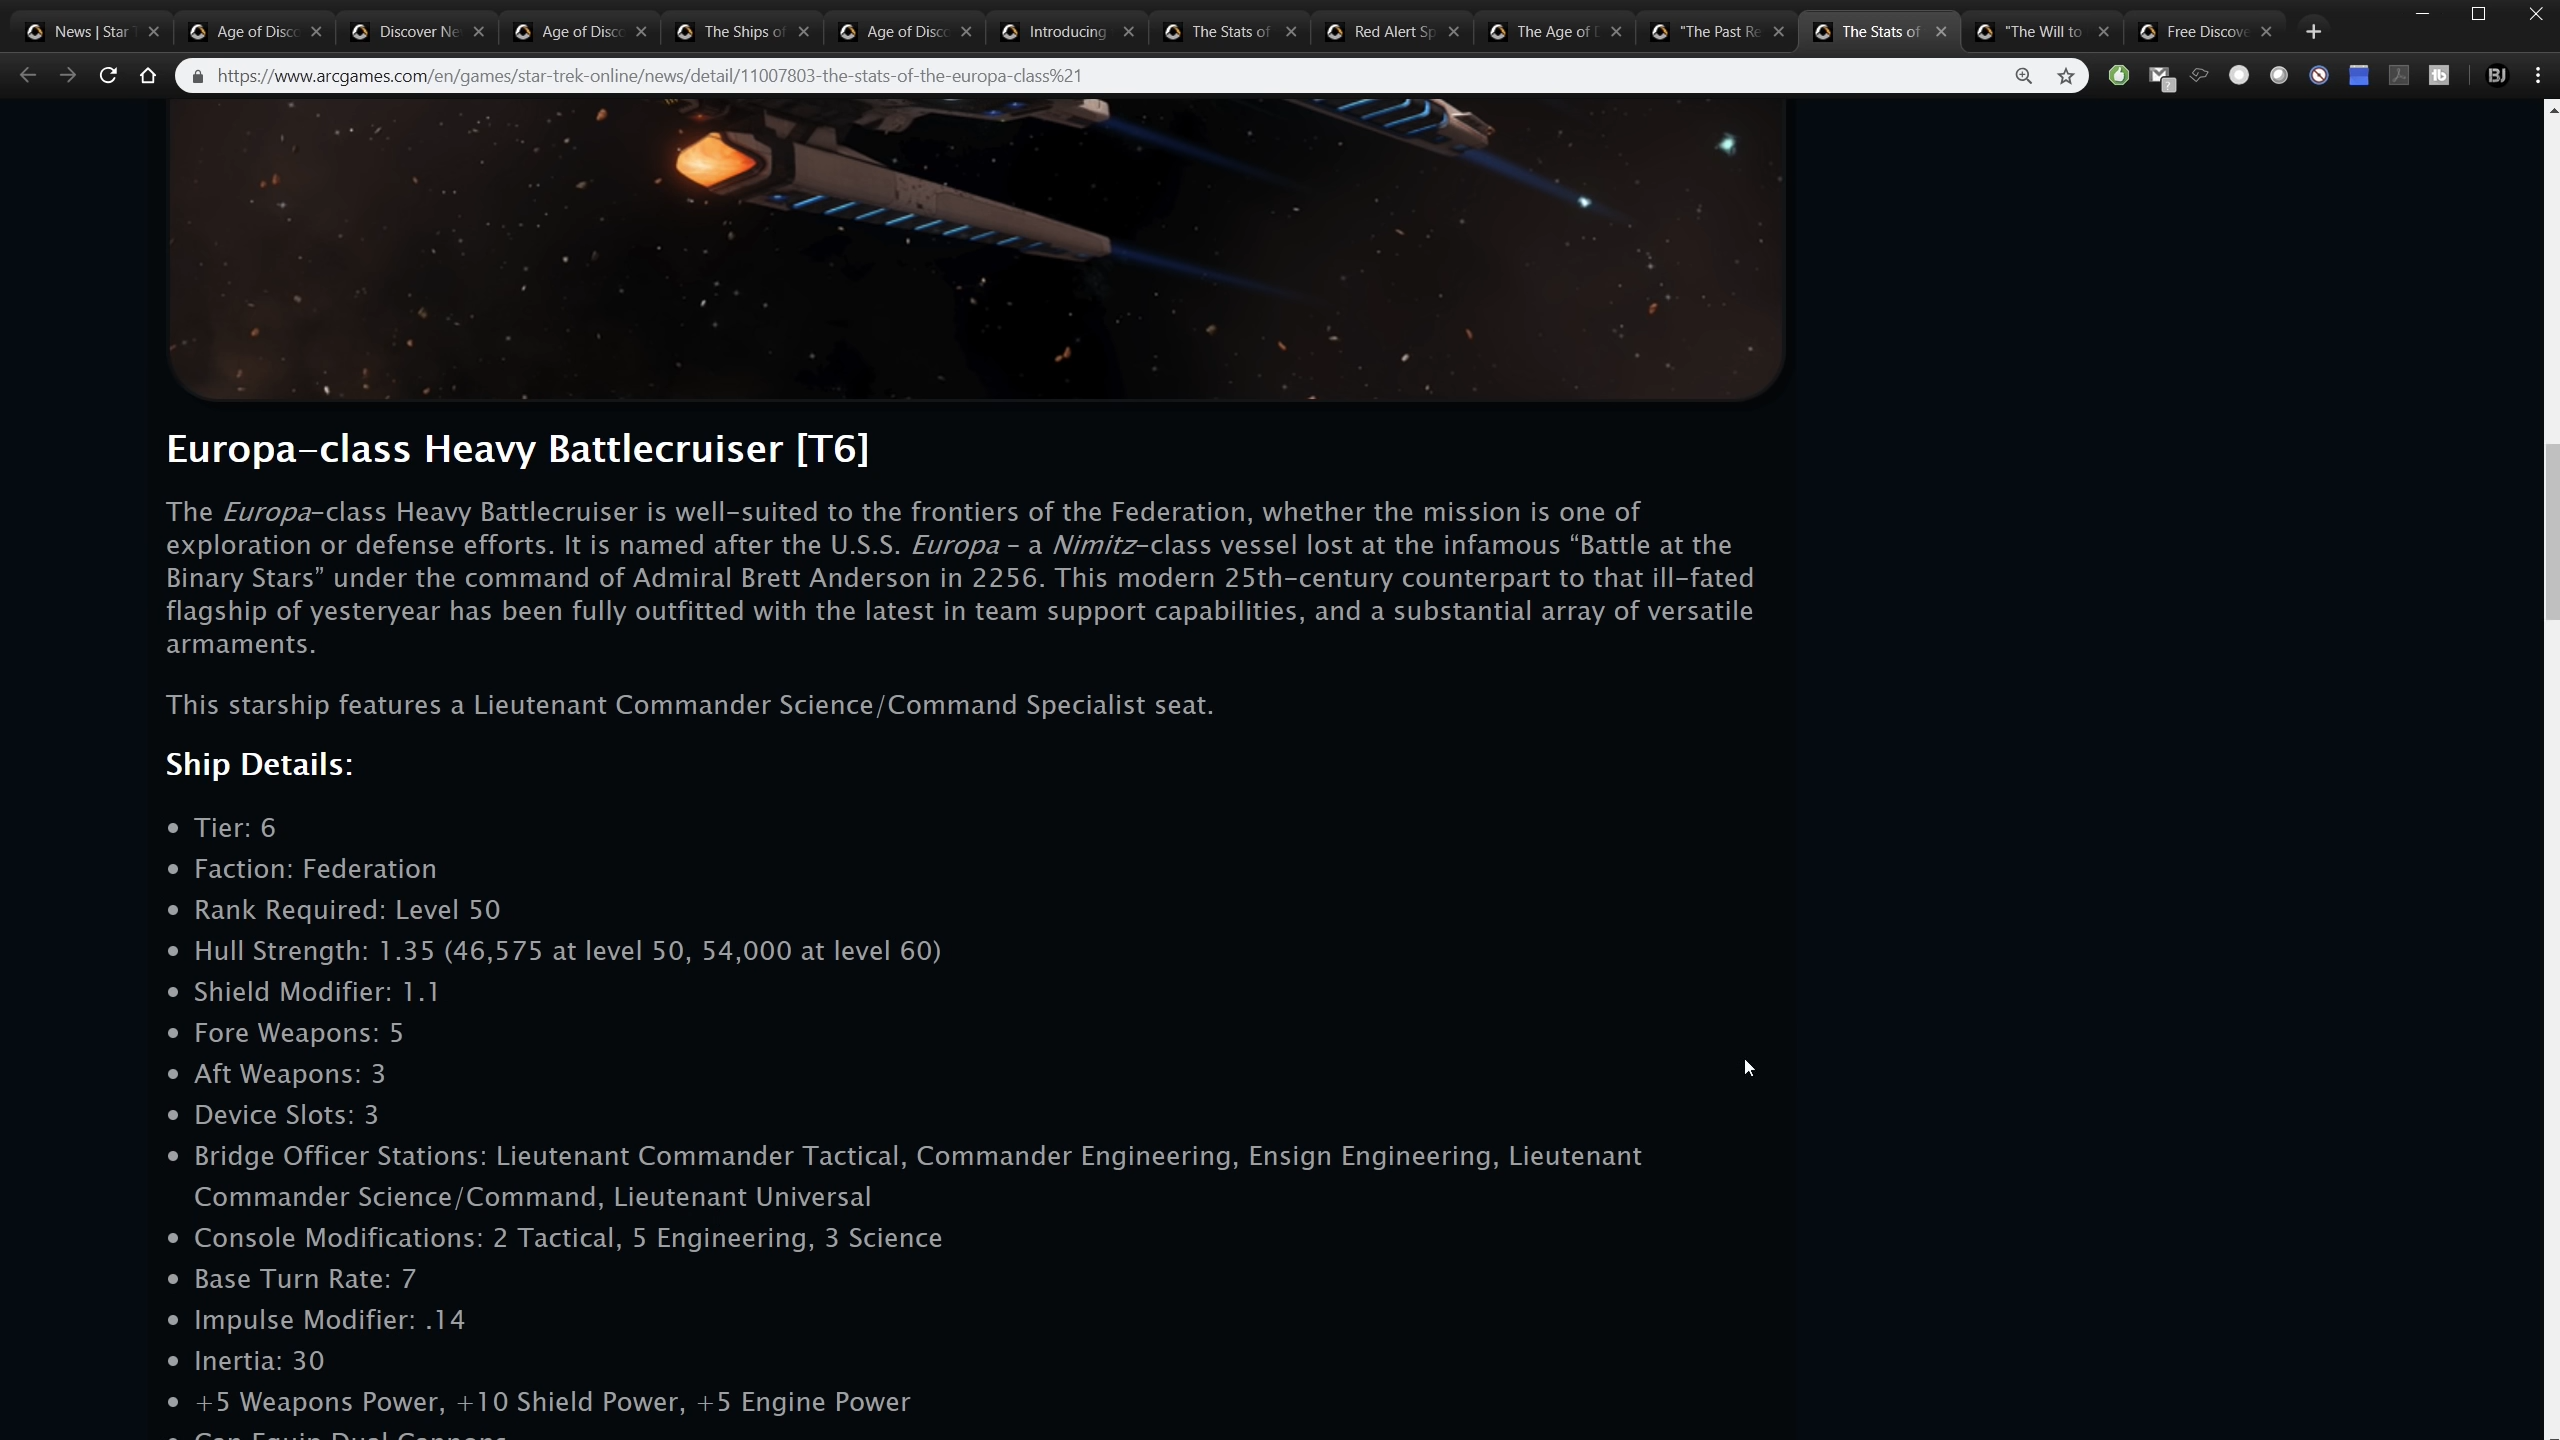 News | Star
Age of Disc
Discover Ne
Age of Disc
The Ships of
Age of Disc
Introducing
The Stats of
Red Alert Sp
The Age of
"The Past Re
The Stats of
"The Will to
Free Discove
https://www.arcgames.com/en/games/star-trek-online/news/detail/11007803-the-stats-of-the-europa-class%21
BJ
Europa-class Heavy Battlecruiser [T6]
The Europa-class Heavy Battlecruiser is well-suited to the frontiers of the Federation, whether the mission is one of
exploration or defense efforts. It is named after the U.S.S. Europa – a Nimitz-class vessel lost at the infamous “Battle at the
Binary Stars” under the command of Admiral Brett Anderson in 2256. This modern 25th-century counterpart to that ill-fated
flagship of yesteryear has been fully outfitted with the latest in team support capabilities, and a substantial array of versatile
armaments.
This starship features a Lieutenant Commander Science/Command Specialist seat.
Ship Details:
• Tier: 6
• Faction: Federation
• Rank Required: Level 50
• Hull Strength: 1.35 (46,575 at level 50, 54,000 at level 60)
• Shield Modifier: 1.1
• Fore Weapons: 5
• Aft Weapons: 3
• Device Slots: 3
• Bridge Officer Stations: Lieutenant Commander Tactical, Commander Engineering, Ensign Engineering, Lieutenant
Commander Science/Command, Lieutenant Universal
• Console Modifications: 2 Tactical, 5 Engineering, 3 Science
• Base Turn Rate: 7
• Impulse Modifier: .14
• Inertia: 30
• +5 Weapons Power, +10 Shield Power, +5 Engine Power
• Can Equip Dual Cannons